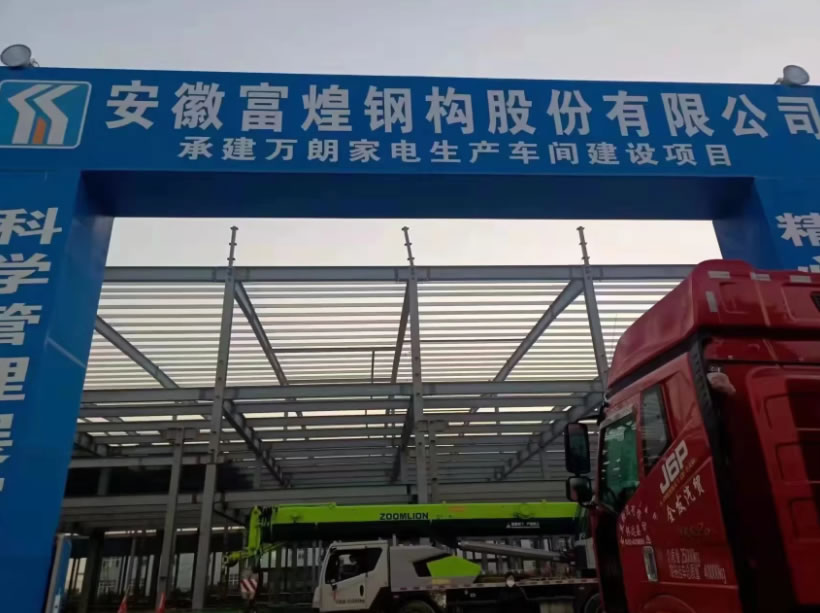 安徽富煌钢构股份有限公司
承建万朗家电生产车间建设项目
科学管理
精
ZOOMLION
J6P